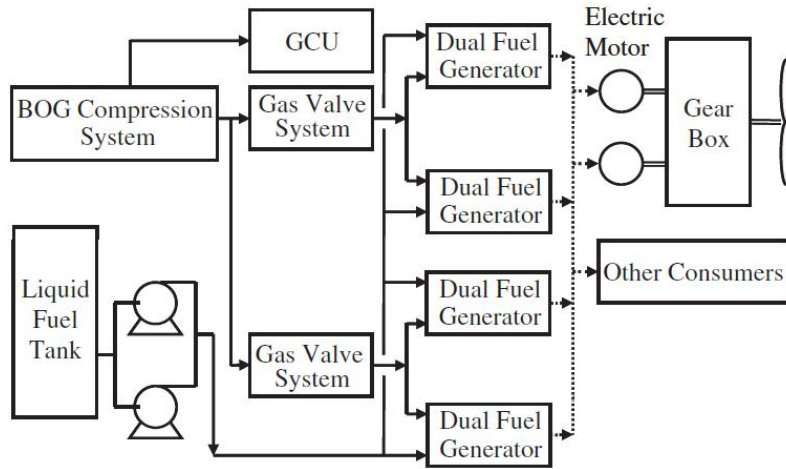 GCU
BOG Compression
System
Gas Valve
System
Dual Fuel
Generator
Electric
Motor
Gear
Box
Dual Fuel
Generator
Liquid
Fuel
Tank
Other Consumers
Dual Fuel
Generator
Gas Valve
System
Dual Fuel
Generator